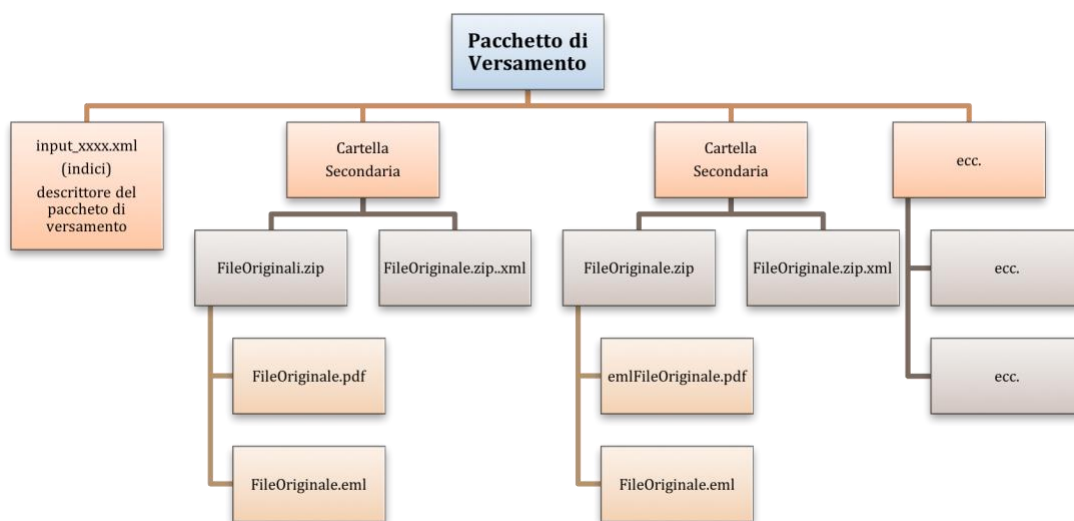 Pacchetto di
Versamento
input_xxxx.xml
(indici)
descrittore del
paccheto di
versamento
Cartella
Secondaria
Cartella
Secondaria
ecc.
FileOriginali.zip
FileOriginale.zip..xml
FileOriginale.zip
FileOriginale.zip.xml
ecc.
FileOriginale.pdf
emlFileOriginale.pdf
ecc.
FileOriginale.eml
FileOriginale.eml